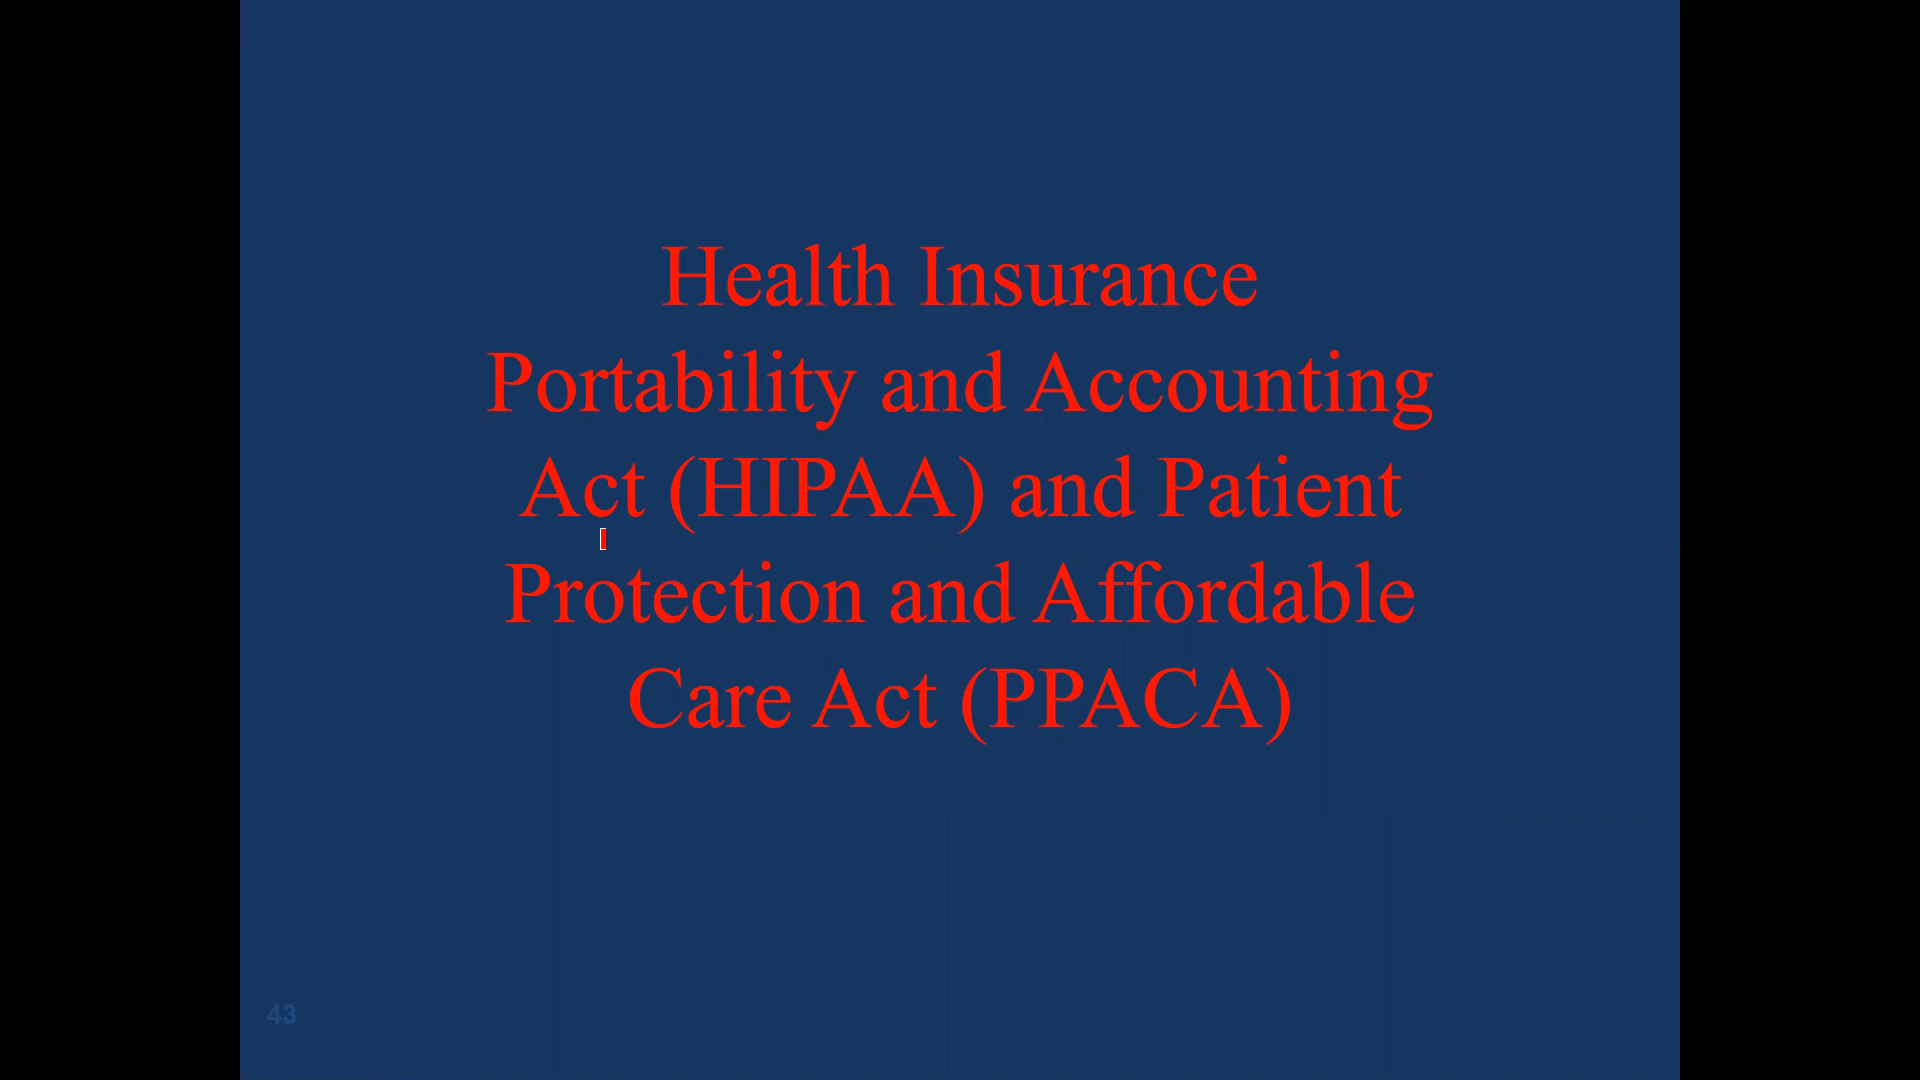 Health Insurance
Portability and Accounting
Act (HIPAA) and Patient
Protection and Affordable
Care Act (PPACA)
43